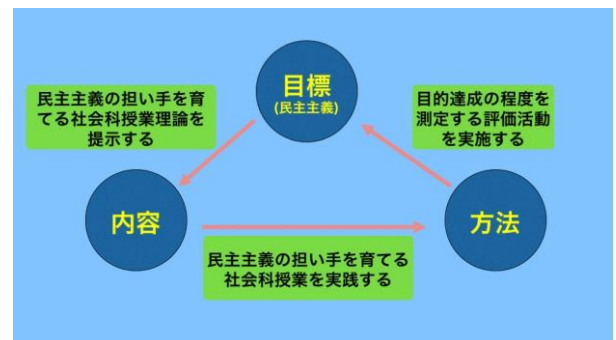 目標
(民主主義)
民主主義の担い手を育
てる社会科授業理論を
提示する
目的達成の程度を
測定する評価活動
を実施する
内容
方法
民主主義の担い手を育てる
社会科授業を実践する